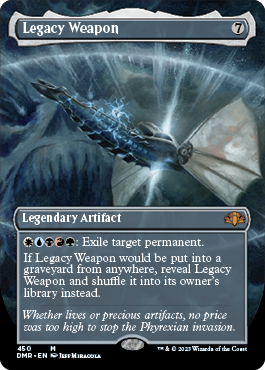 Legacy Weapon 7
Legendary Artifact
: Exile target permanent.
If Legacy Weapon would be put into a
graveyard from anywhere, reveal Legacy
Weapon and shuffle it into its owner's
library instead.
Whether lives or precious artifacts, no price
was too high to stop the Phyrexian invasion.
450 M
DMR • EN Jeff Miracola
™ & © 2023 Wizards of the Coast